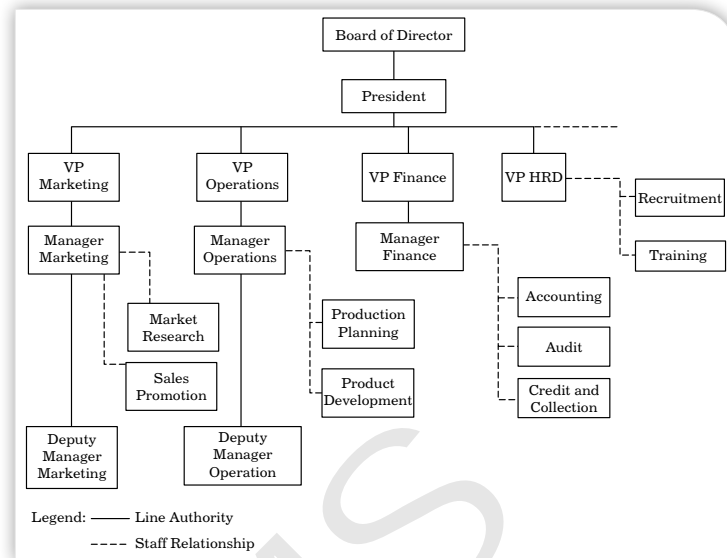 Board of Director
President
VP
Marketing
VP
Operations
VP Finance
VP HRD
Recruitment
Training
Manager
Marketing
Manager
Operations
Manager
Finance
Market
Research
Sales
Promotion
Production
Planning
Product
Development
Accounting
Audit
Credit and
Collection
Deputy
Manager
Marketing
Deputy
Manager
Operation
Legend: Line Authority
Staff Relationship